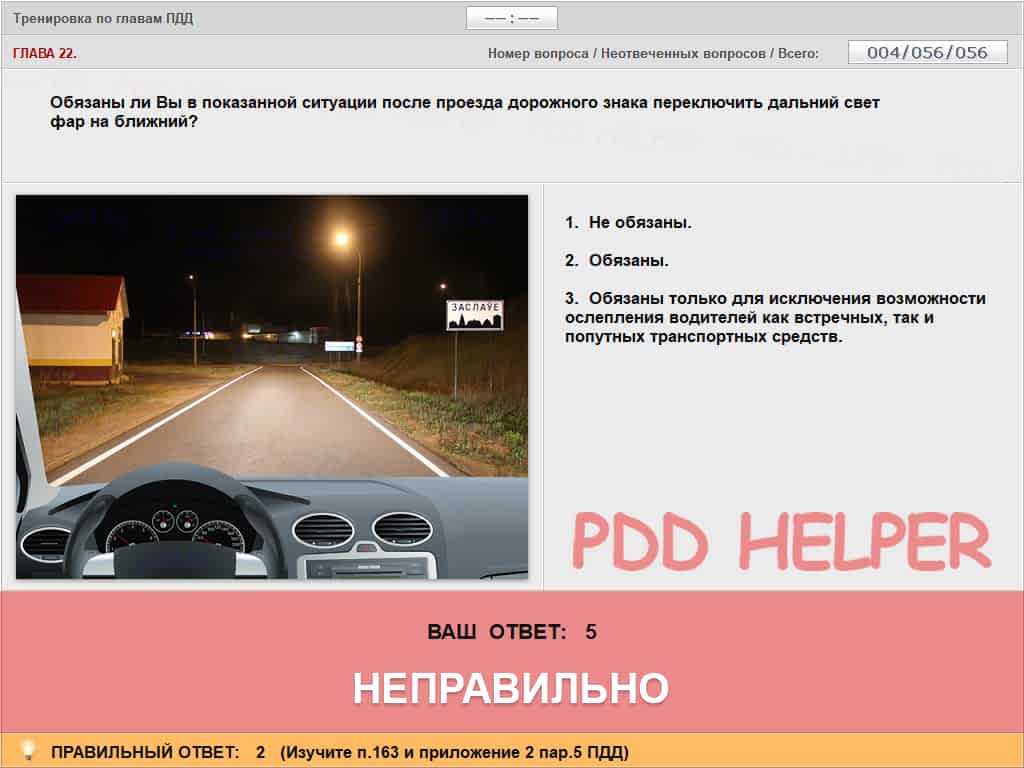 Тренировка по главам ПДД
—— : ——
ГЛАВА 22.
Номер вопроса / Неотвеченных вопросов / Всего:
004/056/056
Обязаны ли Вы в показанной ситуации после проезда дорожного знака переключить дальний свет
фар на ближний?
ЗАСЛАЎЕ
1. Не обязаны.
2. Обязаны.
3. Обязаны только для исключения возможности
ослепления водителей как встречных, так и
попутных транспортных средств.
PDD HELPER
ВАШ ОТВЕТ: 5
НЕПРАВИЛЬНО
ПРАВИЛЬНЫЙ ОТВЕТ: 2 (Изучите п.163 и приложение 2 пар.5 ПДД)